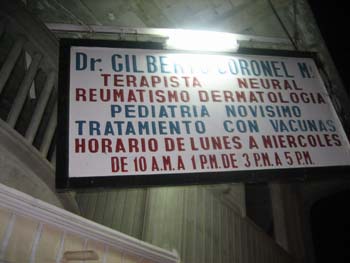 Dr. GILBERTO CORONEL M.
TERAPISTA NEURAL
REUMATISMO DERMATOLOGIA
PEDIATRIA NOVISIMO
TRATAMIENTO CON VACUNAS
HORARIO DE LUNES A MIERCOLES
DE 10 A.M. A 1 P.M. DE 3 P.M. A 5 P.M.